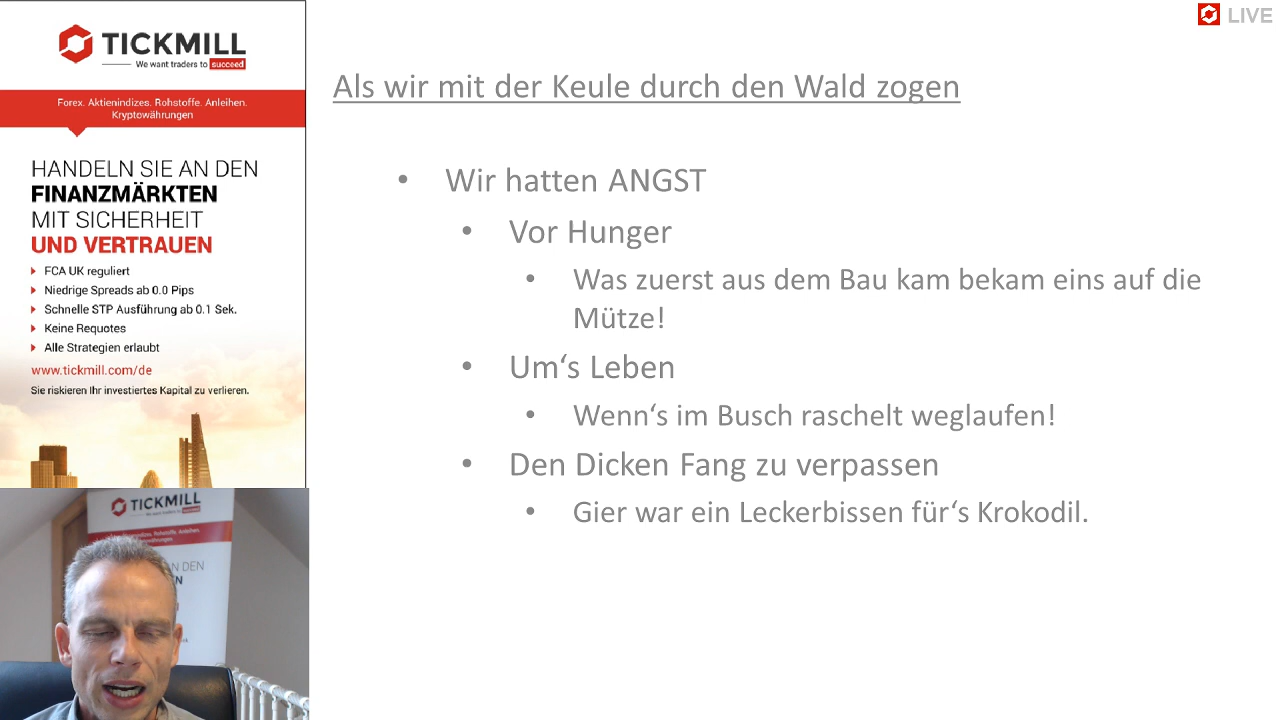 TICKMILL
We want traders to succeed
Forex. Aktienindizes. Rohstoffe. Anleihen.
Kryptowährungen
HANDELN SIE AN DEN
FINANZMÄRKTEN
MIT SICHERHEIT
UND VERTRAUEN
FCA UK reguliert
Niedrige Spreads ab 0.0 Pips
Schnelle STP Ausführung ab 0.1 Sek.
Keine Requotes
Alle Strategien erlaubt
www.tickmill.com/de
Sie riskieren Ihr investiertes Kapital zu verlieren.
LIVE
Als wir mit der Keule durch den Wald zogen
• Wir hatten ANGST
• Vor Hunger
• Was zuerst aus dem Bau kam bekam eins auf die
Mütze!
• Um‘s Leben
• Wenn‘s im Busch raschelt weglaufen!
• Den Dicken Fang zu verpassen
• Gier war ein Leckerbissen für‘s Krokodil.
TICKMILL